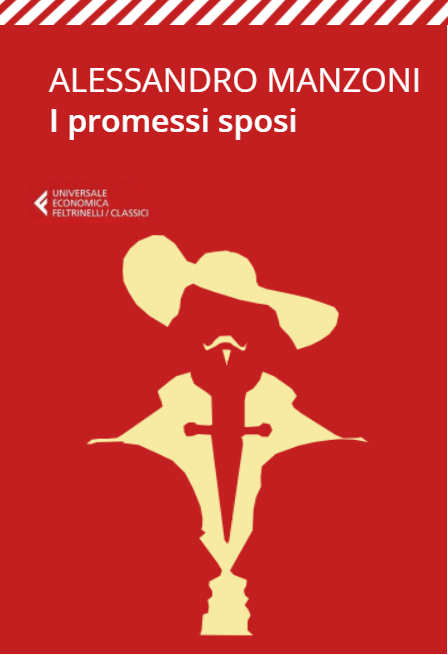 ALESSANDRO MANZONI
I promessi sposi
UNIVERSALE
ECONOMICA
FELTRINELLI / CLASSICI